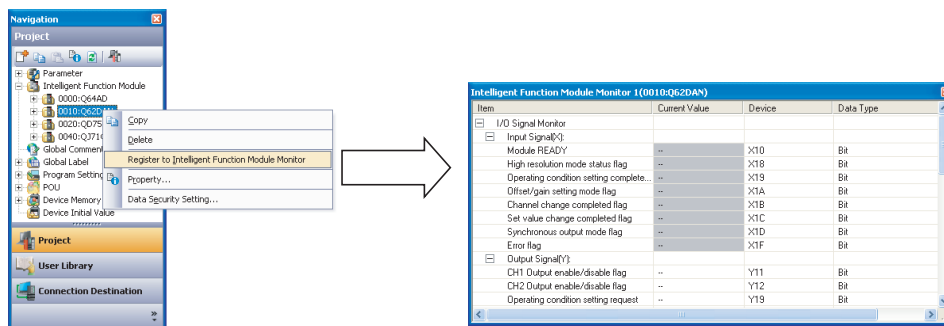 Navigation
Project
Parameter
Intelligent Function Module
0000:Q64AD
0010:Q62DAN
0020:QD75
0040:QJ71
Global Comment
Global Label
Program Setting
POU
Device Memory
Device Initial Value
Copy
Delete
Register to Intelligent Function Module Monitor
Property...
Data Security Setting...
Project
User Library
Connection Destination
Intelligent Function Module Monitor 1(0010:Q62DAN)
Item Current Value Device Data Type
I/O Signal Monitor
Input Signal(X):
Module READY -- X10 Bit
High resolution mode status flag -- X18 Bit
Operating condition setting complete... -- X19 Bit
Offset/gain setting mode flag -- X1A Bit
Channel change completed flag -- X1B Bit
Set value change completed flag -- X1C Bit
Synchronous output mode flag -- X1D Bit
Error flag -- X1F Bit
Output Signal(Y):
CH1 Output enable/disable flag -- Y11 Bit
CH2 Output enable/disable flag -- Y12 Bit
Operating condition setting request -- Y19 Bit